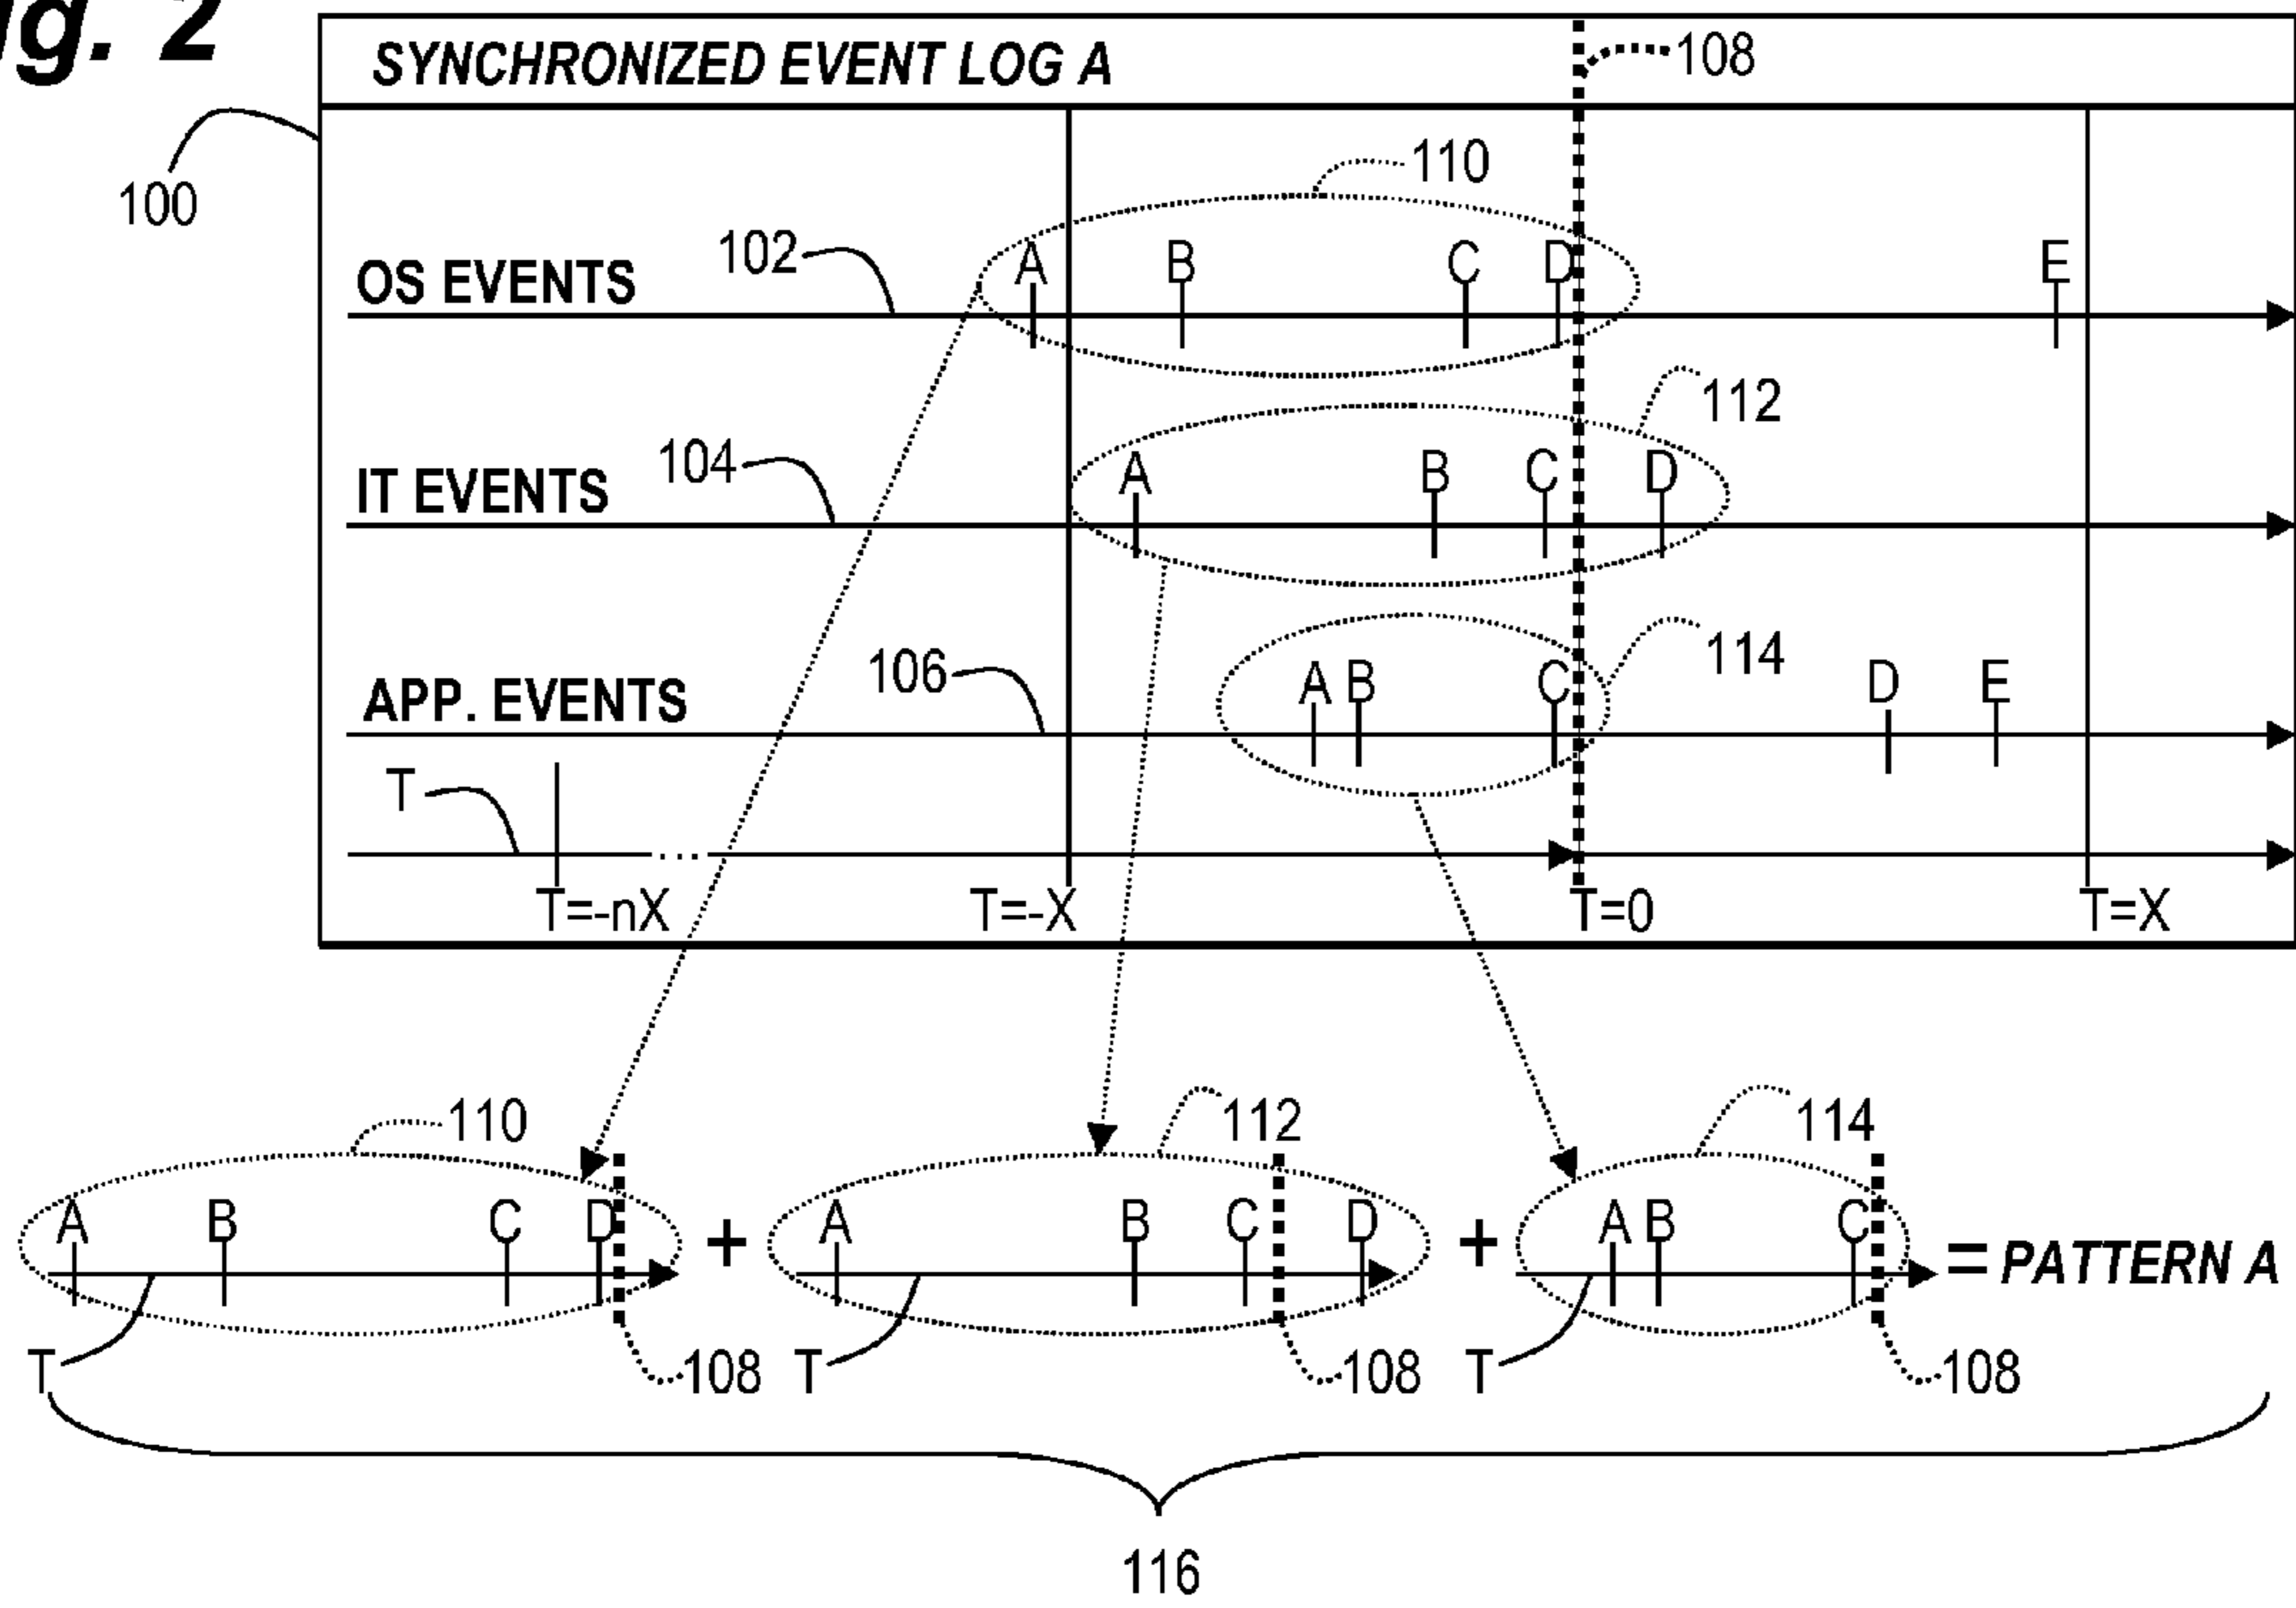 ig. 2
SYNCHRONIZED EVENT LOG A
108
100
110
102
OS EVENTS
A B C D E
112
104
IT EVENTS
A B C D
114
106
APP. EVENTS
A B C D E
T
....
T=-nX T=-X T=0 T=X
110 112 114
A B C D + A B C D + A B C = PATTERN A
T 108 T 108 T 108
116